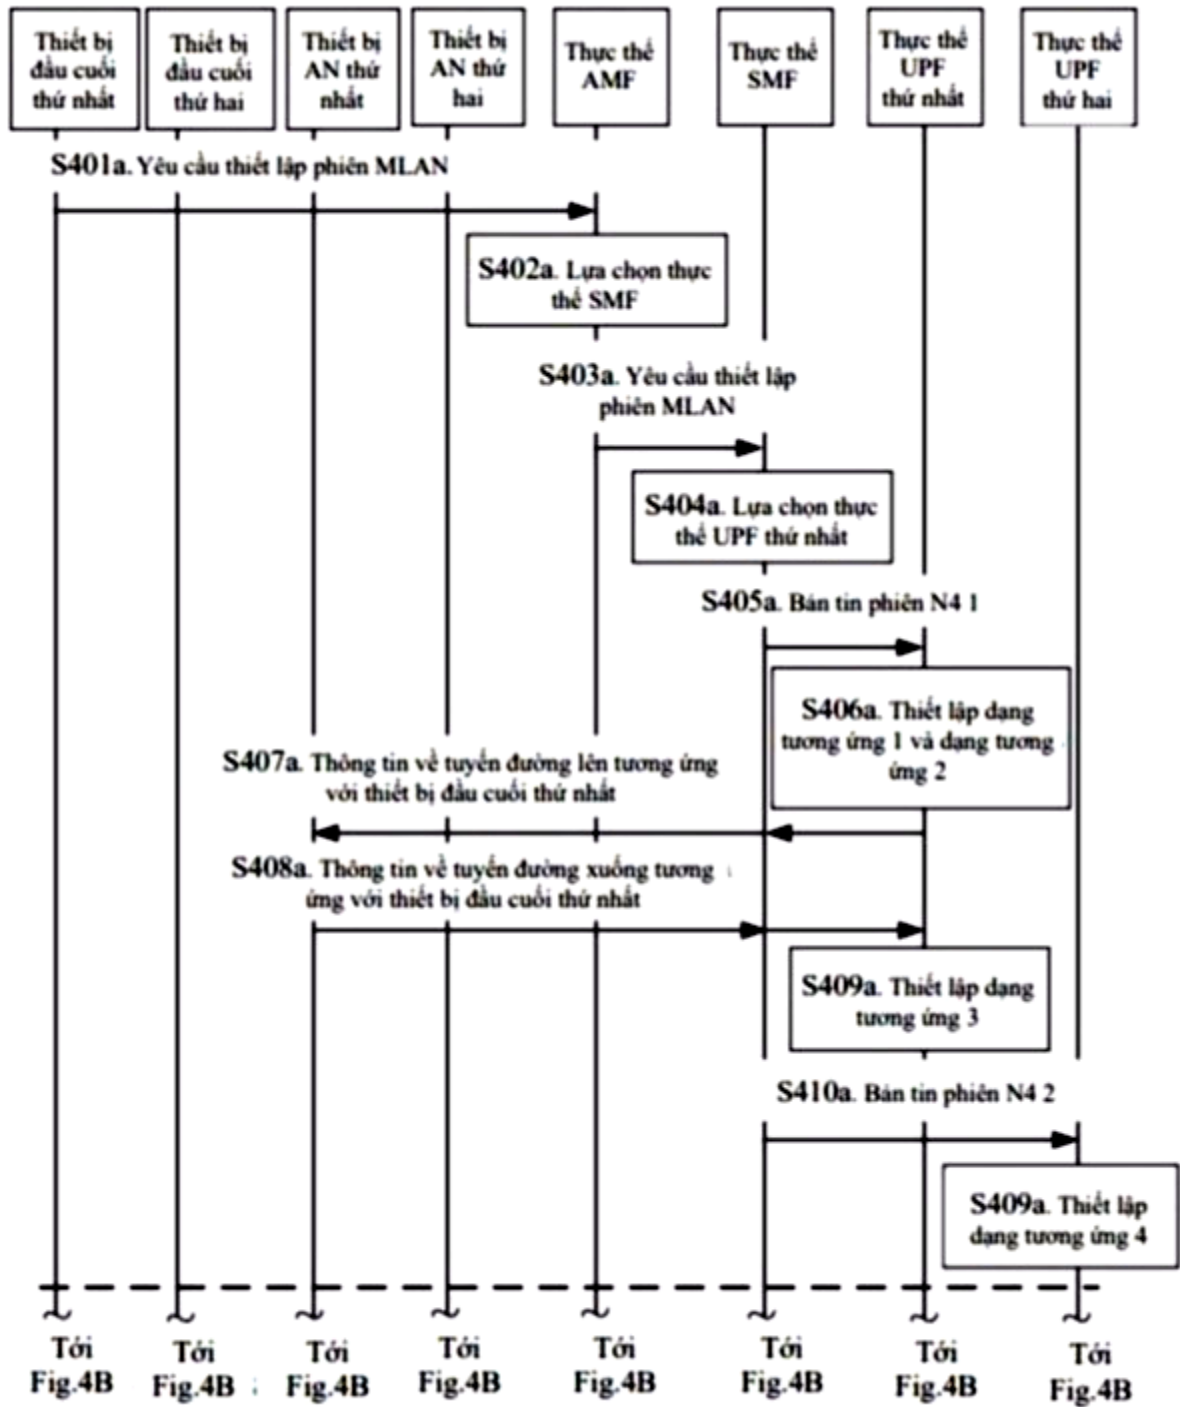 Thiết bị
đầu cuối
thứ nhất
Thiết bị
đầu cuối
thứ hai
Thiết bị
AN thứ
nhất
Thiết bị
AN thứ
hai
Thực thể
AMF
Thực thể
SMF
Thực thể
UPF
thứ nhất
Thực thể
UPF
thứ hai
S401a. Yêu cầu thiết lập phiên MLAN
S402a. Lựa chọn thực
thể SMF
S403a. Yêu cầu thiết lập
phiên MLAN
S404a. Lựa chọn thực
thể UPF thứ nhất
S405a. Bản tin phiên N4 1
S406a. Thiết lập dạng
tương ứng 1 và dạng tương
ứng 2
S407a. Thông tin về tuyến đường lên tương ứng
với thiết bị đầu cuối thứ nhất
S408a. Thông tin về tuyến đường xuống tương
ứng với thiết bị đầu cuối thứ nhất
S409a. Thiết lập dạng
tương ứng 3
S410a. Bản tin phiên N4 2
S409a. Thiết lập
dạng tương ứng 4
Tới
Fig.4B
Tới
Fig.4B
Tới
Fig.4B
Tới
Fig.4B
Tới
Fig.4B
Tới
Fig.4B
Tới
Fig.4B
Tới
Fig.4B